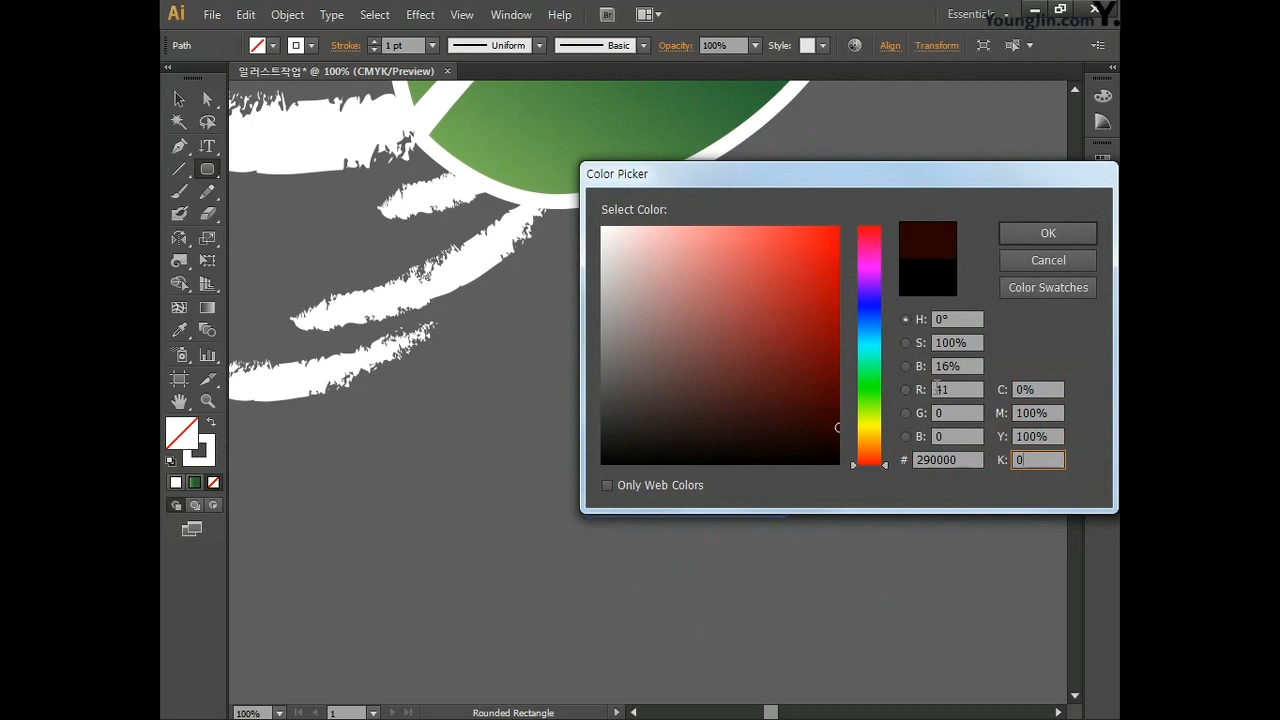 Ai File Edit Object Type Select Effect View Window Help Br Essentials
YoungJin.com Y.
Path Stroke: 1 pt Uniform Basic Opacity: 100% Style: Align Transform
일러스트작업* @ 100% (CMYK/Preview) ×
Color Picker
Select Color:
OK
Cancel
Color Swatches
H: 0°
S: 100%
B: 16%
R: 41 C: 0%
G: 0 M: 100%
B: 0 Y: 100%
# 290000 K: 0
Only Web Colors
100% 1 Rounded Rectangle